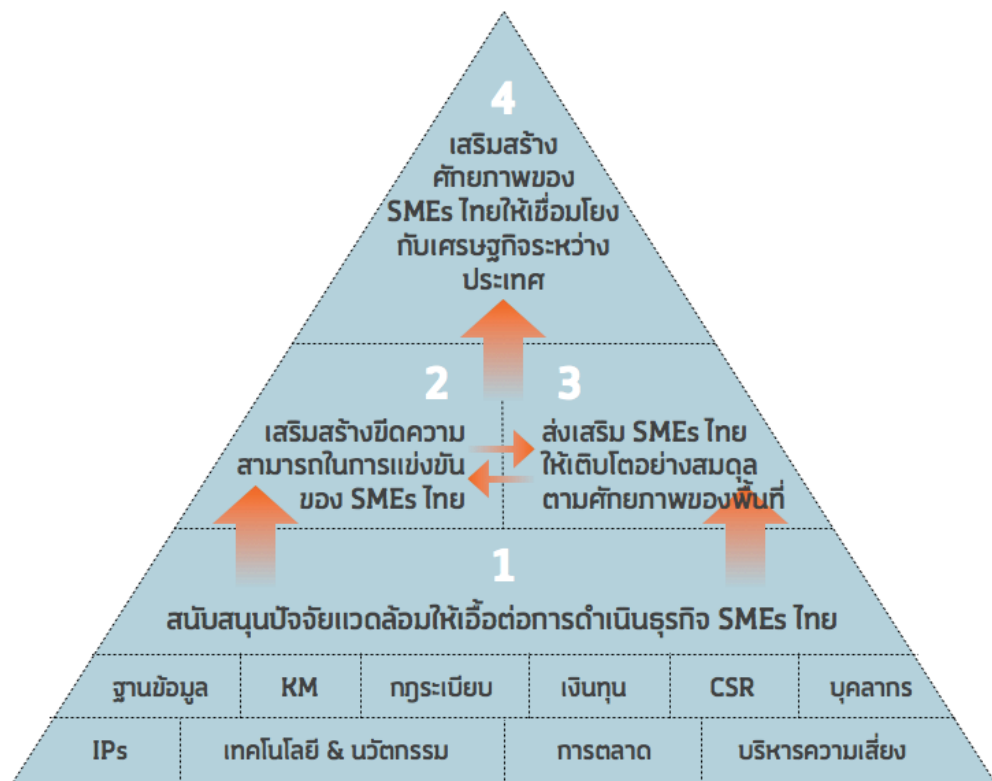 4
เสริมสร้าง
ศักยภาพของ
SMEs ไทยให้เชื่อมโยง
กับเศรษฐกิจระหว่าง
ประเทศ
2
เสริมสร้างขีดความ
สามารถในการแข่งขัน
ของ SMEs ไทย
3
ส่งเสริม SMEs ไทย
ให้เติบโตอย่างสมดุล
ตามศักยภาพของพื้นที่
1
สนับสนุนปัจจัยแวดล้อมให้เอื้อต่อการดำเนินธุรกิจ SMEs ไทย
ฐานข้อมูล KM กฎระเบียบ เงินทุน CSR บุคลากร
IPs เทคโนโลยี & นวัตกรรม การตลาด บริหารความเสี่ยง